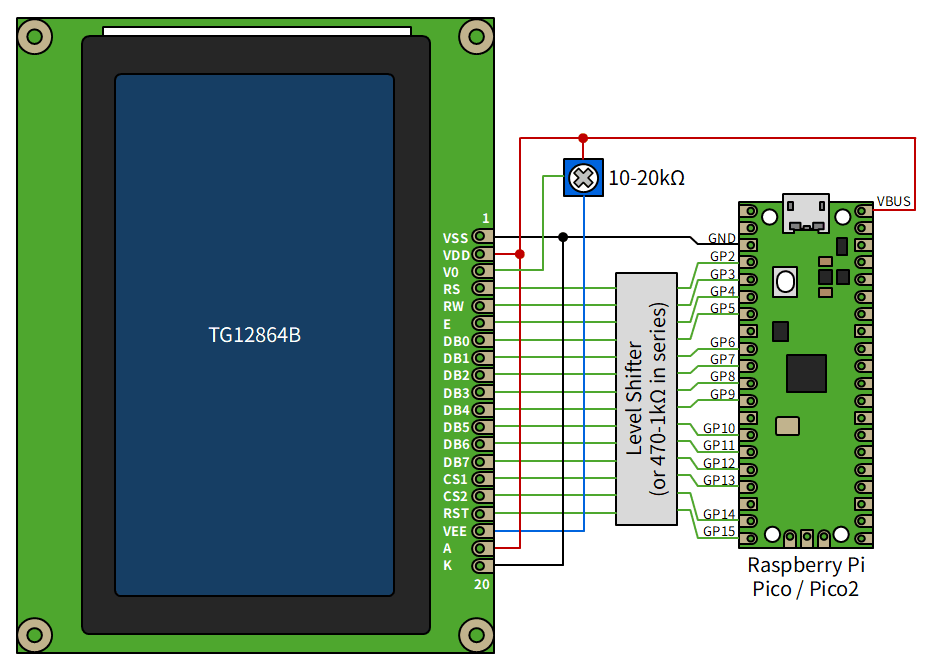 TG12864B
1
VSS
VDD
V0
RS
RW
E
DB0
DB1
DB2
DB3
DB4
DB5
DB6
DB7
CS1
CS2
RST
VEE
A
K
20
10-20kΩ
Level Shifter
(or 470-1kΩ in series)
VBUS
GND
GP2
GP3
GP4
GP5
GP6
GP7
GP8
GP9
GP10
GP11
GP12
GP13
GP14
GP15
Raspberry Pi
Pico / Pico2